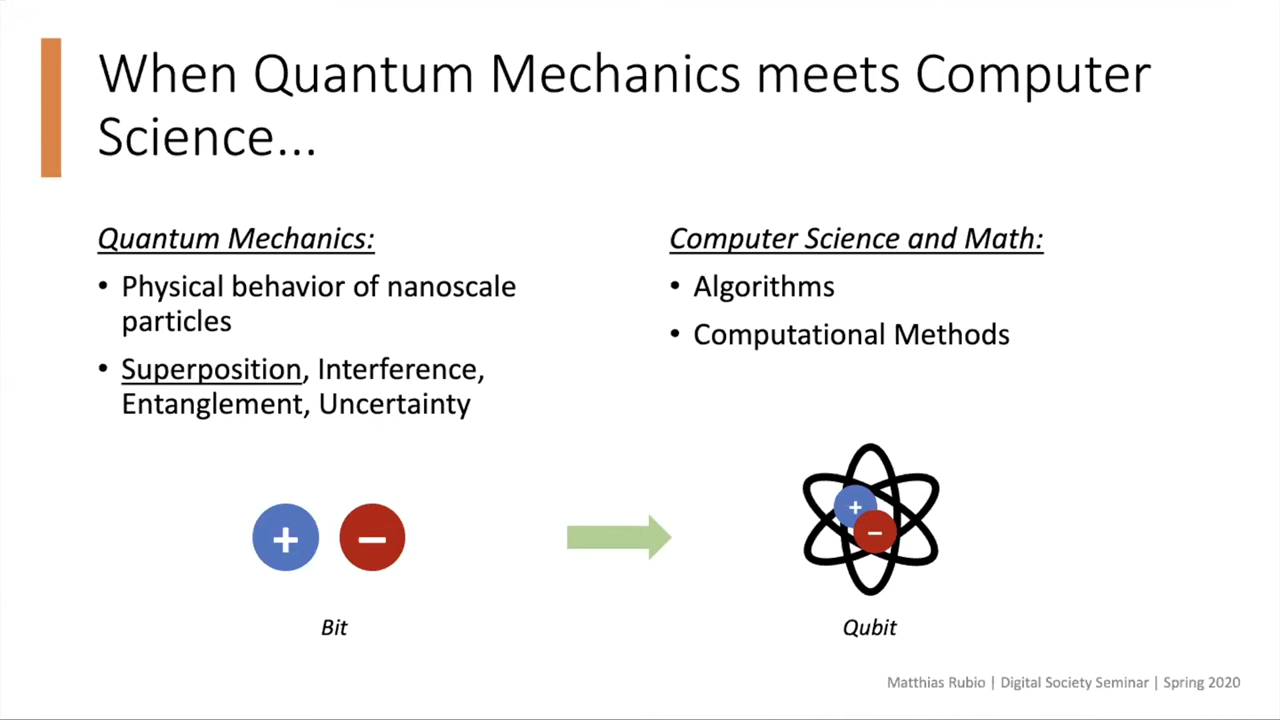 When Quantum Mechanics meets Computer
Science...
Quantum Mechanics:
• Physical behavior of nanoscale
particles
• Superposition, Interference,
Entanglement, Uncertainty
Computer Science and Math:
• Algorithms
• Computational Methods
+ −
Bit
+
−
Qubit
Matthias Rubio | Digital Society Seminar | Spring 2020